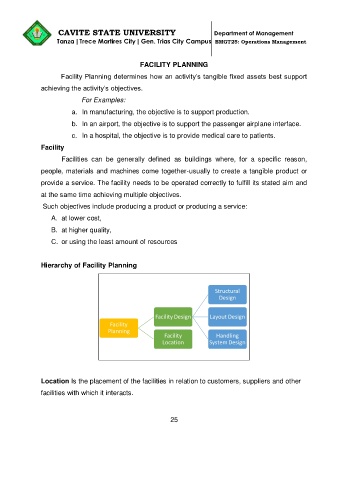 CAVITE STATE UNIVERSITY
Department of Management
Tanza | Trece Martires City | Gen. Trias City Campus
BMGT25: Operations Management
FACILITY PLANNING
Facility Planning determines how an activity's tangible fixed assets best support
achieving the activity's objectives.
For Examples:
a. In manufacturing, the objective is to support production.
b. In an airport, the objective is to support the passenger airplane interface.
c. In a hospital, the objective is to provide medical care to patients.
Facility
Facilities can be generally defined as buildings where, for a specific reason,
people, materials and machines come together-usually to create a tangible product or
provide a service. The facility needs to be operated correctly to fulfill its stated aim and
at the same time achieving multiple objectives.
Such objectives include producing a product or producing a service:
A. at lower cost,
B. at higher quality,
C. or using the least amount of resources
Hierarchy of Facility Planning
Facility
Planning
Facility Design
Facility
Location
Structural
Design
Layout Design
Handling
System Design
Location Is the placement of the facilities in relation to customers, suppliers and other
facilities with which it interacts.
25